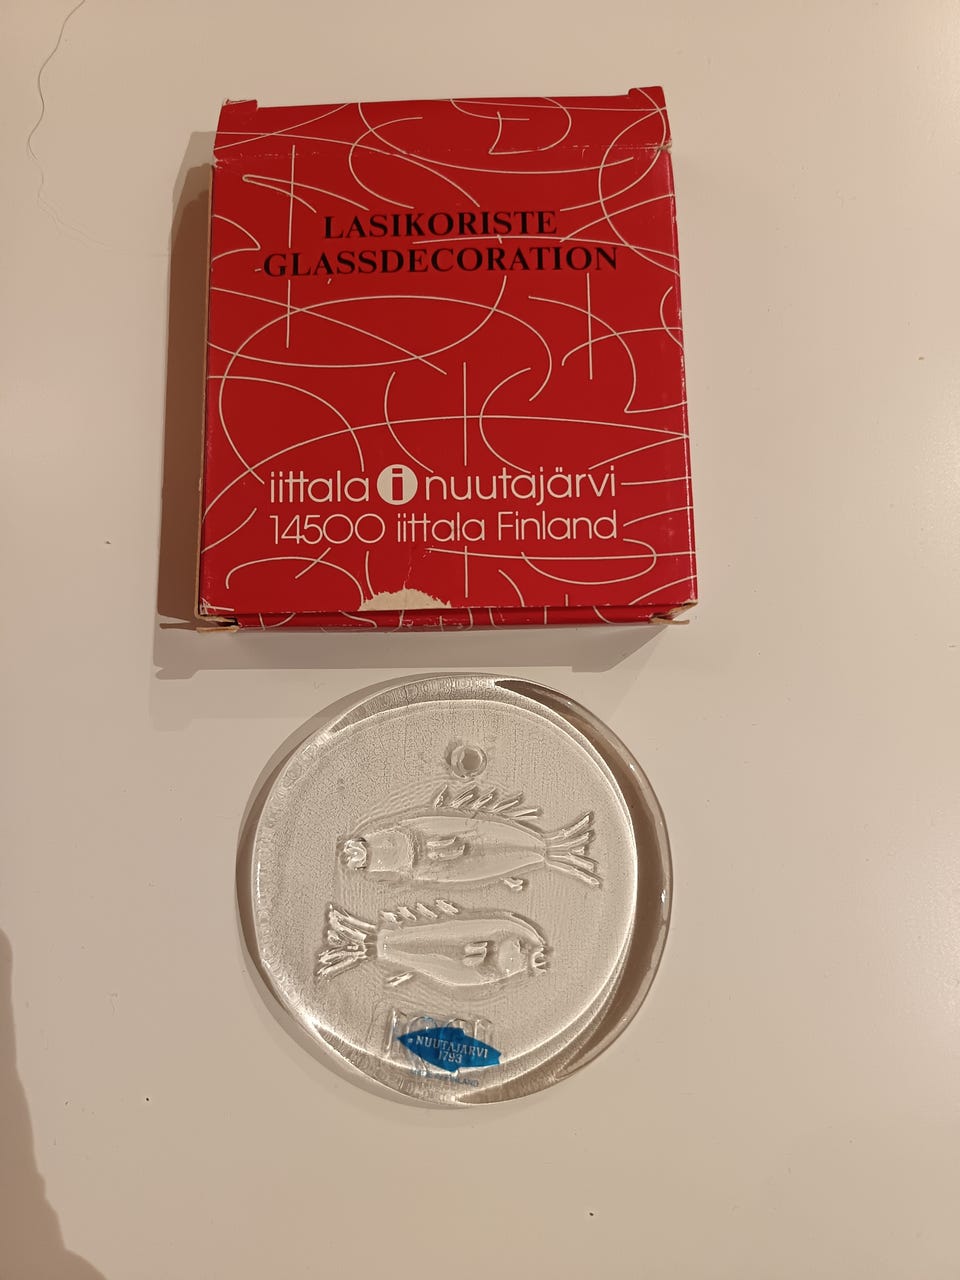 LASIKORISTE
GLASSDECORATION
iittala i nuutajärvi
14500 iittala Finland
NUUTAJÄRVI
1793